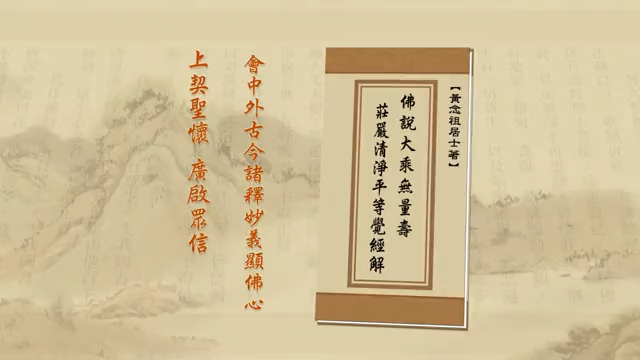 【黃念祖居士著】
佛說大乘無量壽
莊嚴清淨平等覺經解
會中外古今諸釋妙義顯佛心
上契聖懷 廣啟眾信